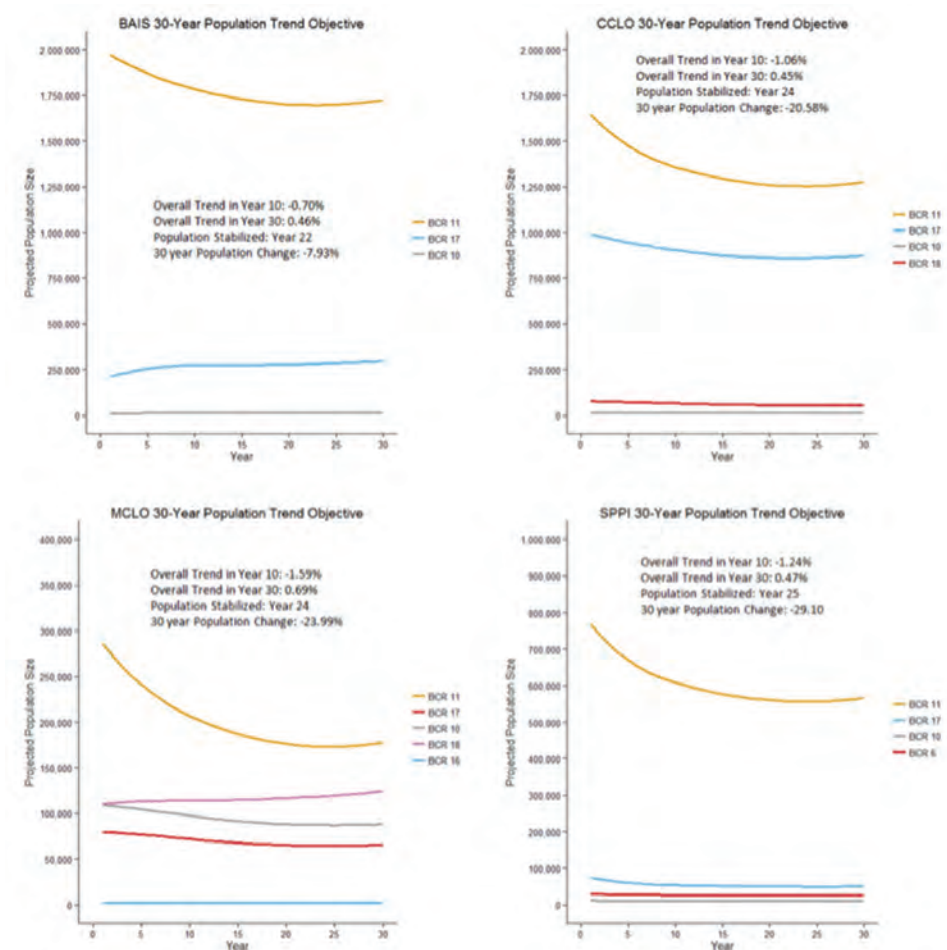 BAIS 30-Year Population Trend Objective
2 000.000
1,750.000
1,500.000
1,250.000
1,000.000
750.000
500.000
250.000
0
Projected Population Size
Overall Trend in Year 10: -0.70%
Overall Trend in Year 30: 0.46%
Population Stabilized: Year 22
30 year Population Change: -7.93%
BCR 11
BCR 17
BCR 10
0 5 10 15 20 25 30
Year
CCLO 30-Year Population Trend Objective
2,000.000
1,750.000
1,500.000
1,250.000
1,000.000
750.000
500.000
250.000
0
Projected Population Size
Overall Trend in Year 10: -1.06%
Overall Trend in Year 30: 0.45%
Population Stabilized: Year 24
30 year Population Change: -20.58%
BCR 11
BCR 17
BCR 10
BCR 18
0 5 10 15 20 25 30
Year
MCLO 30-Year Population Trend Objective
400,000
350,000
300,000
250,000
200,000
150,000
100,000
50,000
0
Projected Population Size
Overall Trend in Year 10: -1.59%
Overall Trend in Year 30: 0.69%
Population Stabilized: Year 24
30 year Population Change: -23.99%
BCR 11
BCR 17
BCR 10
BCR 18
BCR 16
0 5 10 15 20 25 30
Year
SPPI 30-Year Population Trend Objective
1,000.000
900,000
800,000
700,000
600,000
500,000
400,000
300,000
200,000
100,000
0
Projected Population Size
Overall Trend in Year 10: -1.24%
Overall Trend in Year 30: 0.47%
Population Stabilized: Year 25
30 year Population Change: -29.10
BCR 11
BCR 17
BCR 10
BCR 6
0 5 10 15 20 25 30
Year